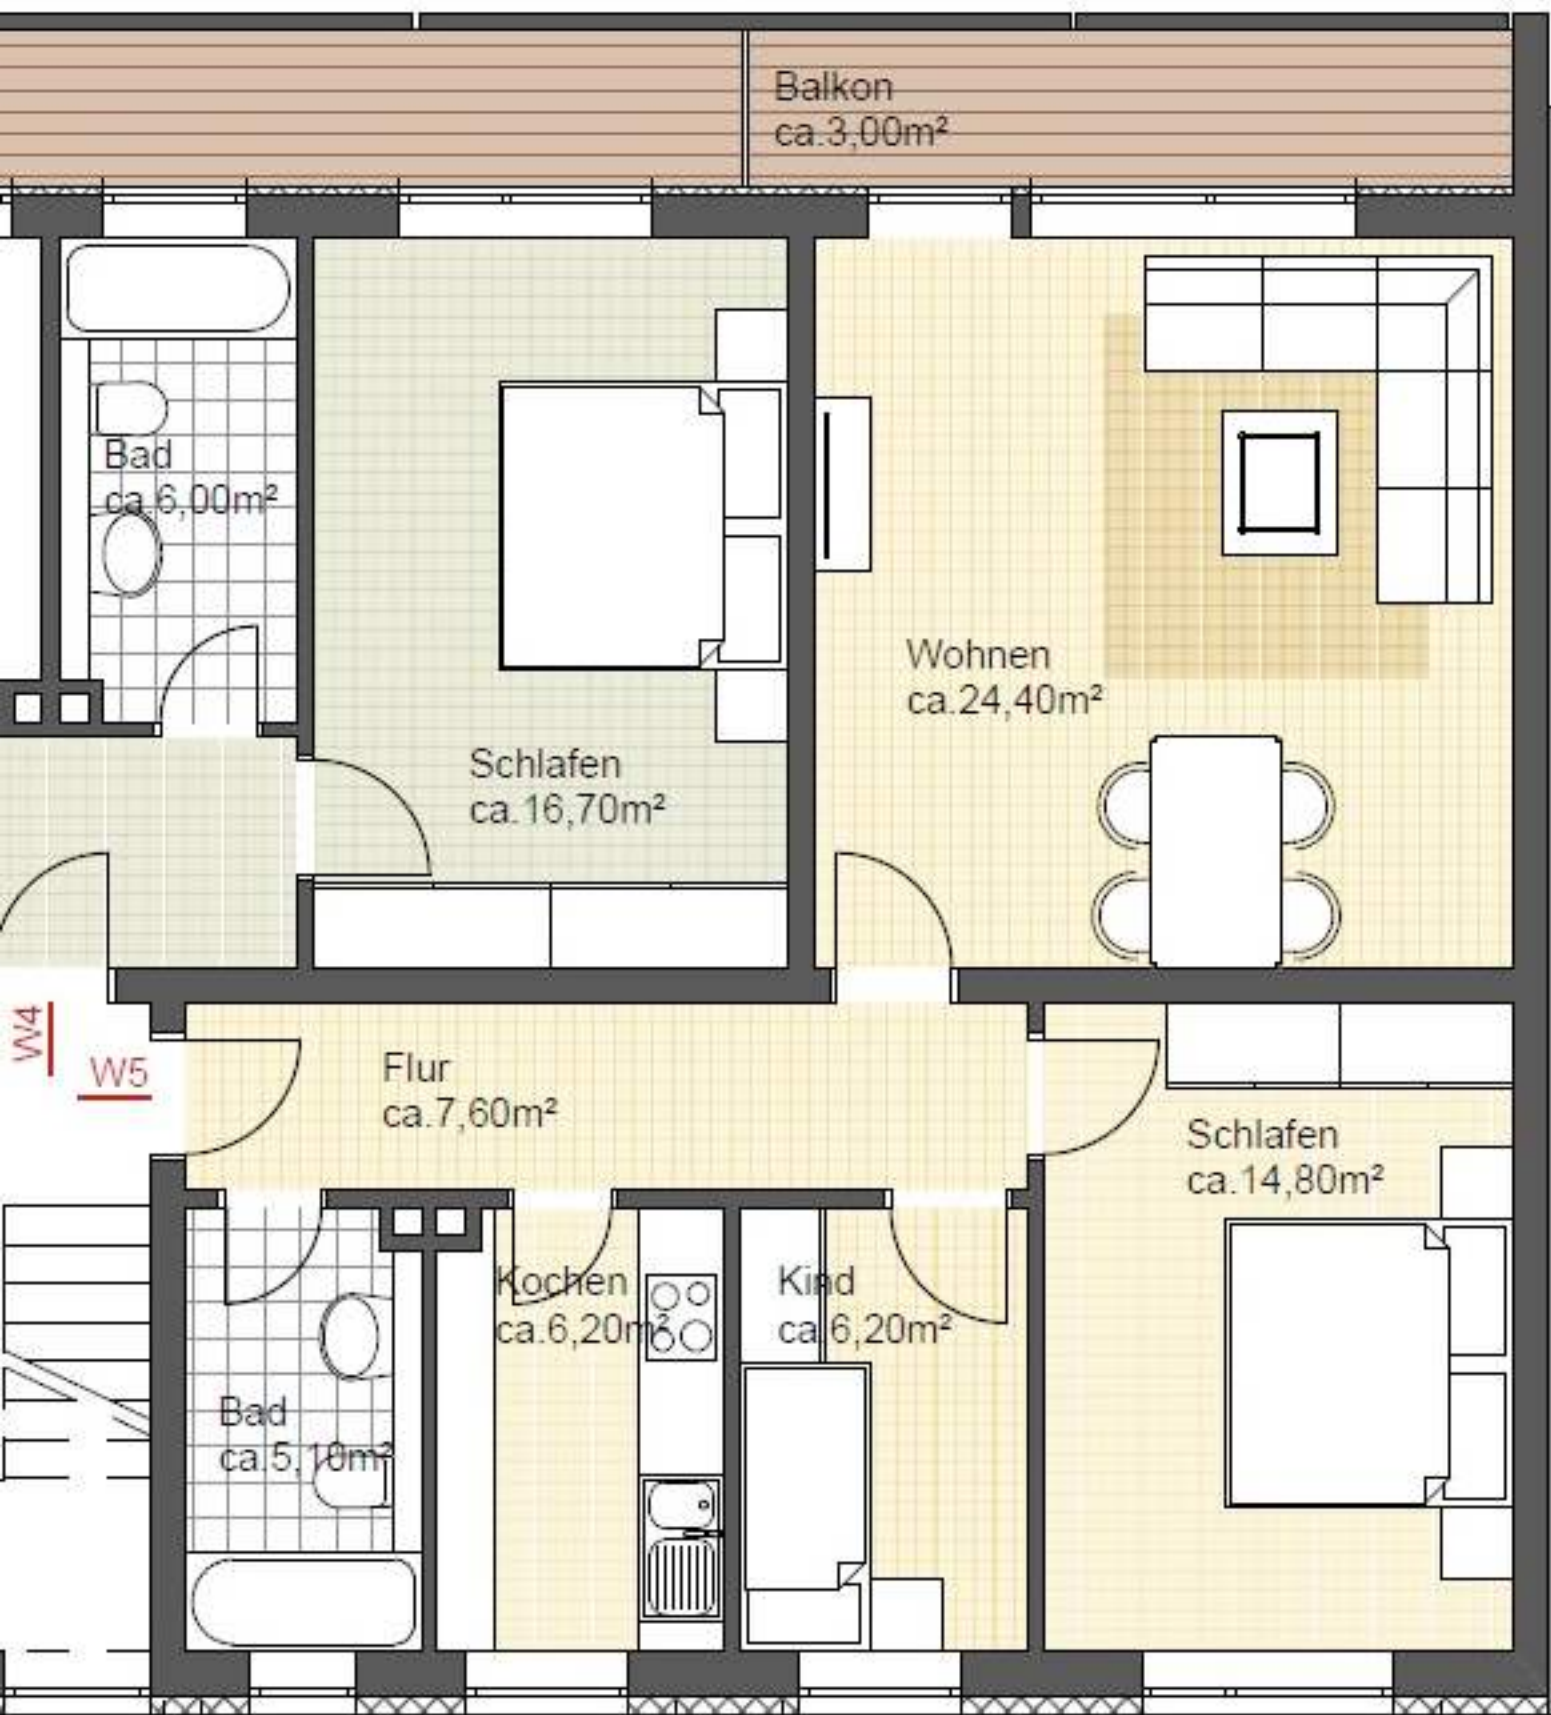 Balkon
ca.3,00m²
Bad
ca.6,00m²
Wohnen
ca.24,40m²
Schlafen
ca.16,70m²
W4
W5
Flur
ca.7,60m²
Schlafen
ca.14,80m²
Kochen
ca.6,20m²
Kind
ca.6,20m²
Bad
ca.5,10m²